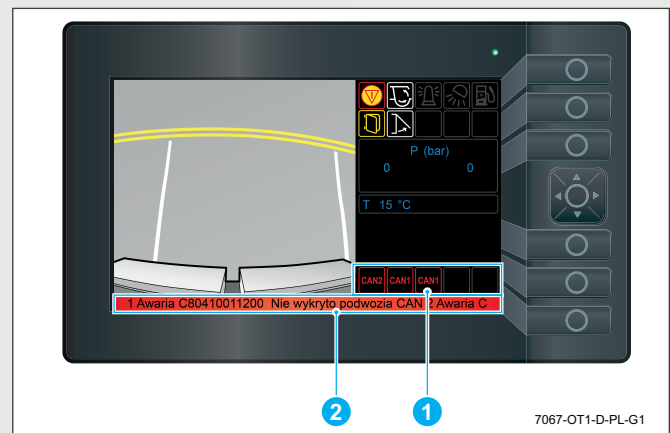 P (bar)
0 0
T 15 °C
CAN2 CAN1 CAN1
1 Awaria C80410011200 Nie wykryto podwozia CAN 2 Awaria C
2 1
7067-OT1-D-PL-G1